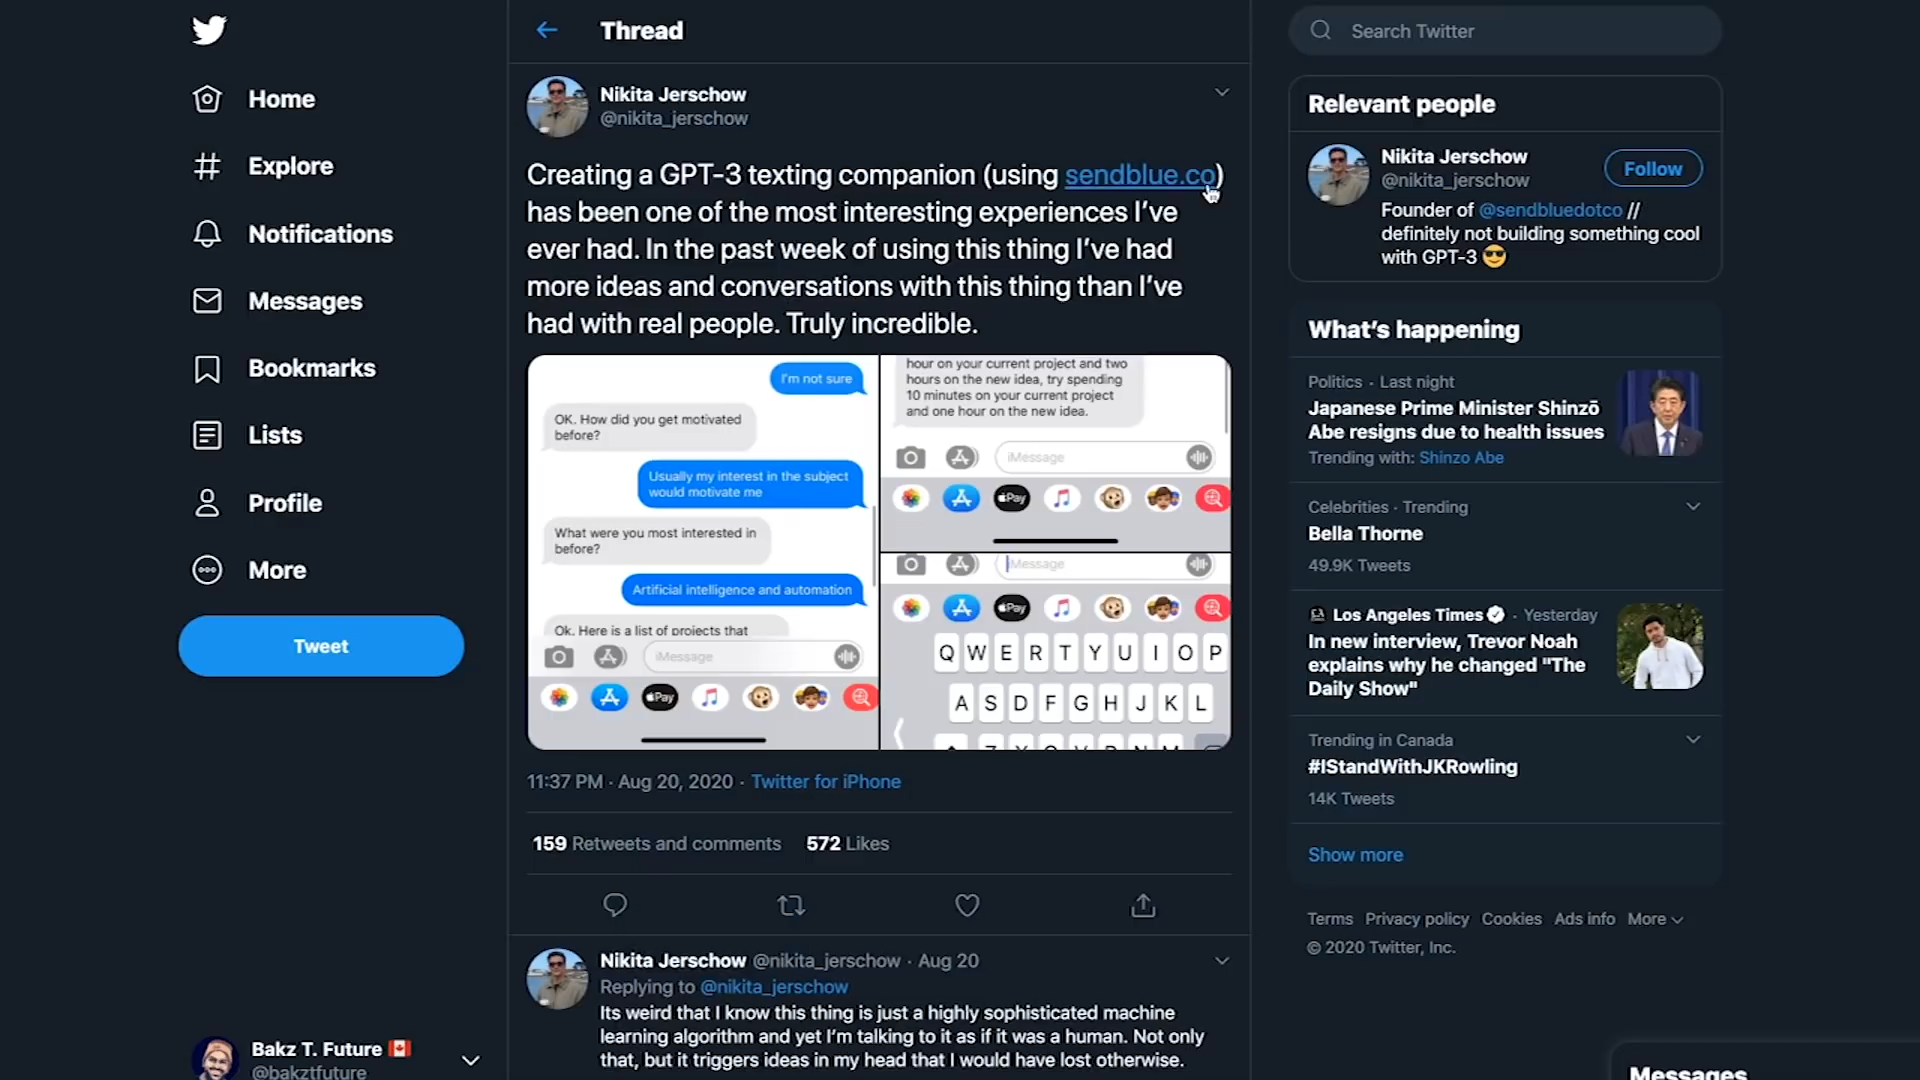 Home
Explore
Notifications
Messages
Bookmarks
Lists
Profile
More
Tweet
Bakz T. Future
@bakztfuture
Thread
Nikita Jerschow
@nikita_jerschow
Creating a GPT-3 texting companion (using sendblue.co)
has been one of the most interesting experiences I've
ever had. In the past week of using this thing I've had
more ideas and conversations with this thing than I've
had with real people. Truly incredible.
I'm not sure
OK. How did you get motivated
before?
Usually my interest in the subject
would motivate me
What were you most interested in
before?
Artificial intelligence and automation
Ok. Here is a list of projects that
iMessage
Pay
hour on your current project and two
hours on the new idea, try spending
10 minutes on your current project
and one hour on the new idea.
iMessage
Pay
iMessage
Pay
Q W E R T Y U I O P
A S D F G H J K L
Z X C V B N M
11:37 PM · Aug 20, 2020 · Twitter for iPhone
159 Retweets and comments 572 Likes
Nikita Jerschow @nikita_jerschow · Aug 20
Replying to @nikita_jerschow
Its weird that I know this thing is just a highly sophisticated machine
learning algorithm and yet I'm talking to it as if it was a human. Not only
that, but it triggers ideas in my head that I would have lost otherwise.
Search Twitter
Relevant people
Nikita Jerschow
@nikita_jerschow
Follow
Founder of @sendbluedotco //
definitely not building something cool
with GPT-3 😎
What's happening
Politics · Last night
Japanese Prime Minister Shinzō
Abe resigns due to health issues
Trending with: Shinzo Abe
Celebrities · Trending
Bella Thorne
49.9K Tweets
Los Angeles Times · Yesterday
In new interview, Trevor Noah
explains why he changed "The
Daily Show"
Trending in Canada
#IStandWithJKRowling
14K Tweets
Show more
Terms Privacy policy Cookies Ads info More
© 2020 Twitter, Inc.
Messages